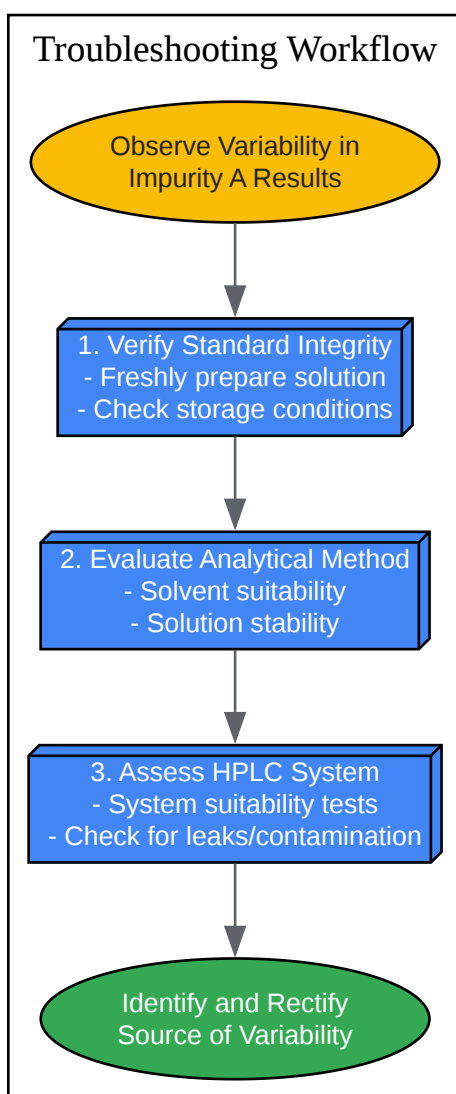 Troubleshooting Workflow
Observe Variability in
Impurity A Results
1. Verify Standard Integrity
- Freshly prepare solution
- Check storage conditions
2. Evaluate Analytical Method
- Solvent suitability
- Solution stability
3. Assess HPLC System
- System suitability tests
- Check for leaks/contamination
Identify and Rectify
Source of Variability